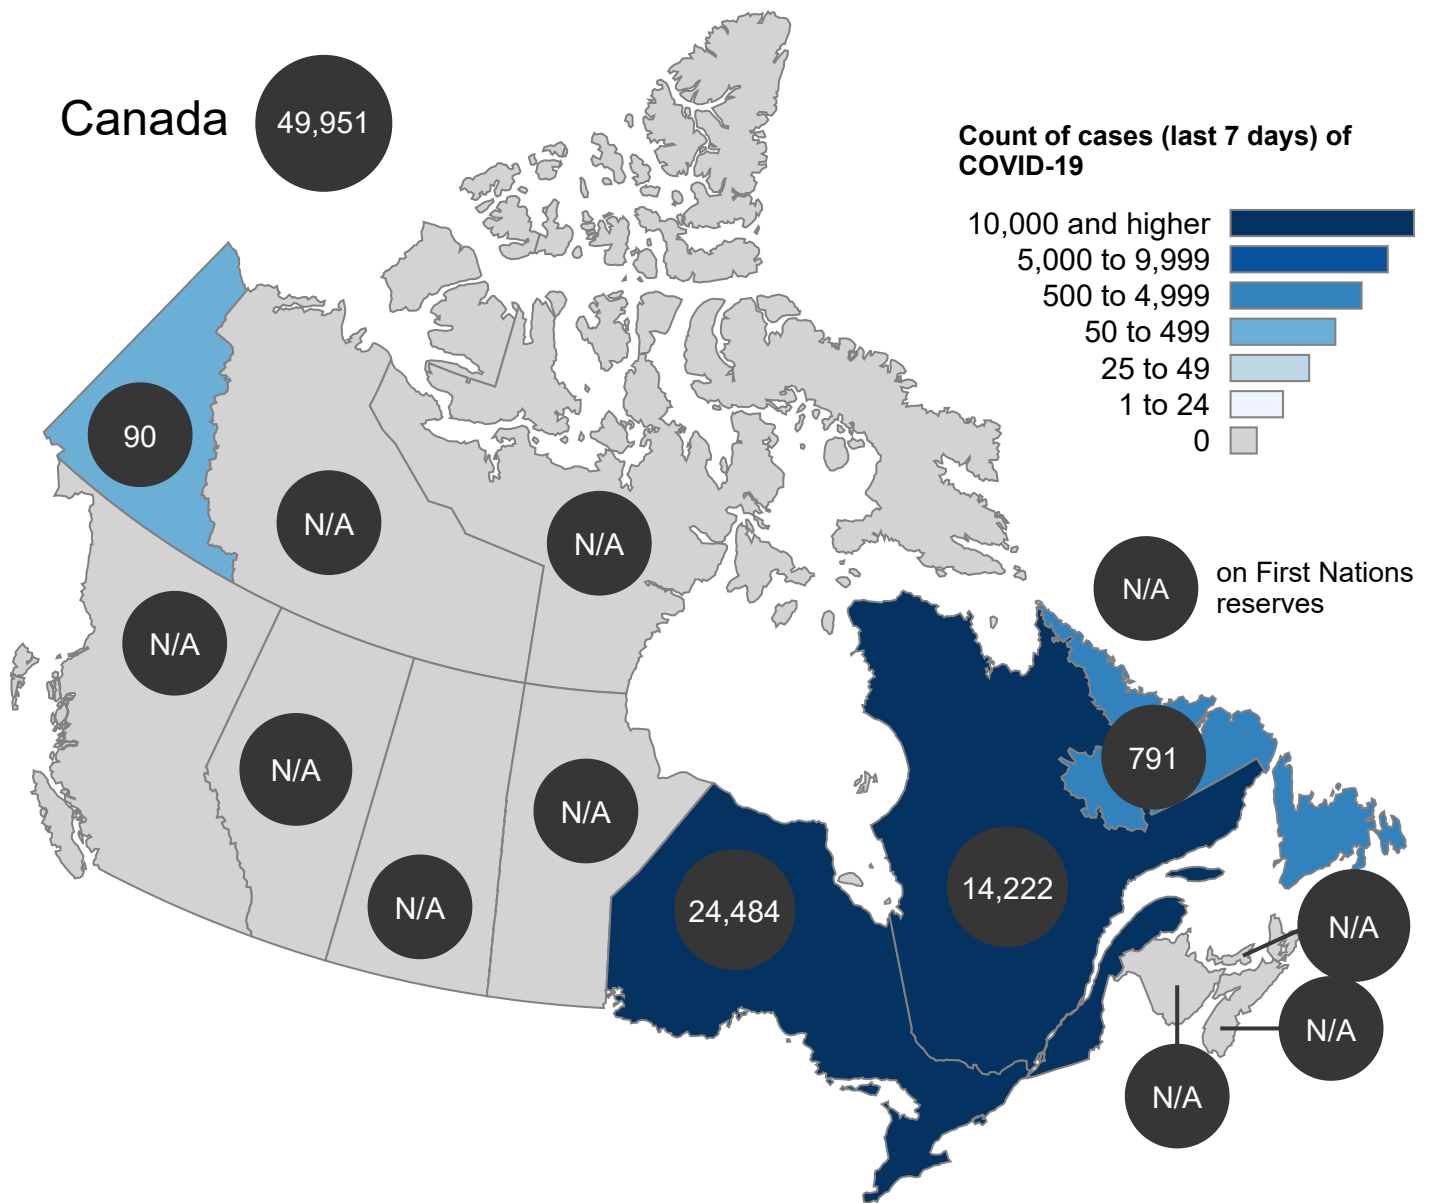 Canada
49,951
Count of cases (last 7 days) of
COVID-19
10,000 and higher
5,000 to 9,999
500 to 4,999
50 to 499
25 to 49
1 to 24
0
90
N/A
N/A
N/A
on First Nations
reserves
N/A
791
N/A
N/A
14,222
24,484
N/A
N/A
N/A
N/A